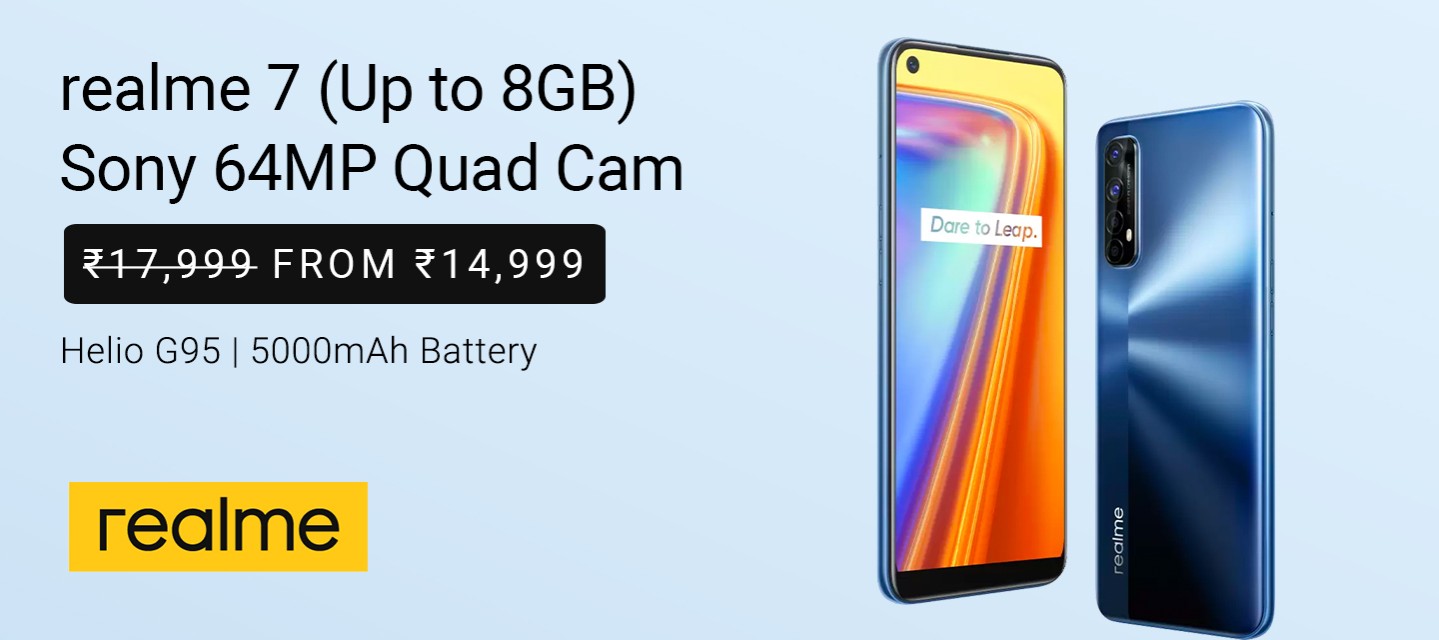 realme 7 (Up to 8GB)
Sony 64MP Quad Cam
₹17,999 FROM ₹14,999
Helio G95 | 5000mAh Battery
realme
Dare to Leap.
realme